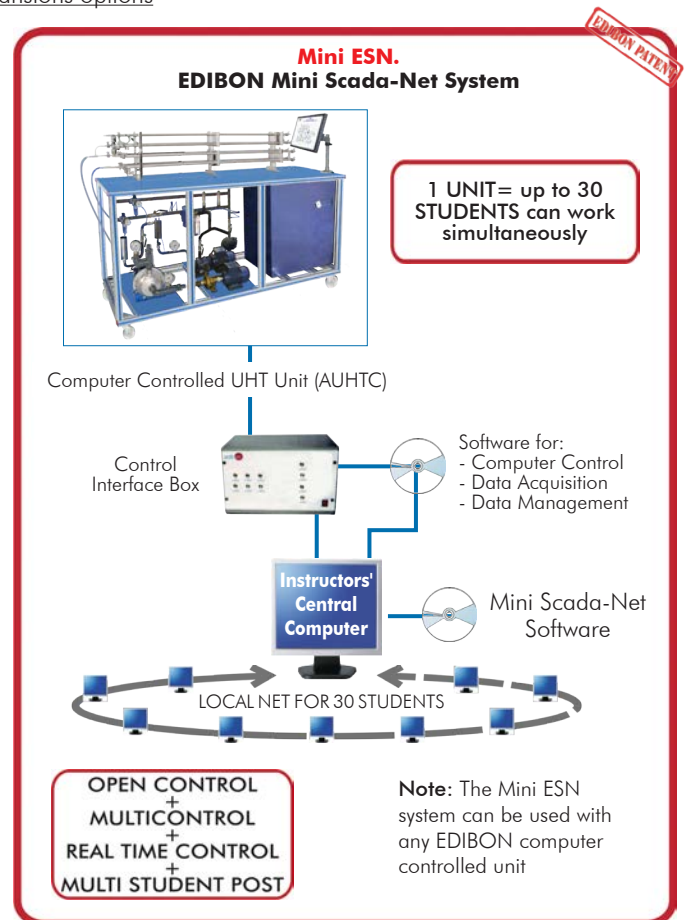 Mini ESN.
EDIBON Mini Scada-Net System
EDIBON PATENT
1 UNIT= up to 30
STUDENTS can work
simultaneously
Computer Controlled UHT Unit (AUHTC)
Control
Interface Box
Software for:
- Computer Control
- Data Acquisition
- Data Management
Instructors'
Central
Computer
Mini Scada-Net
Software
LOCAL NET FOR 30 STUDENTS
OPEN CONTROL
+
MULTICONTROL
+
REAL TIME CONTROL
+
MULTI STUDENT POST
Note: The Mini ESN
system can be used with
any EDIBON computer
controlled unit